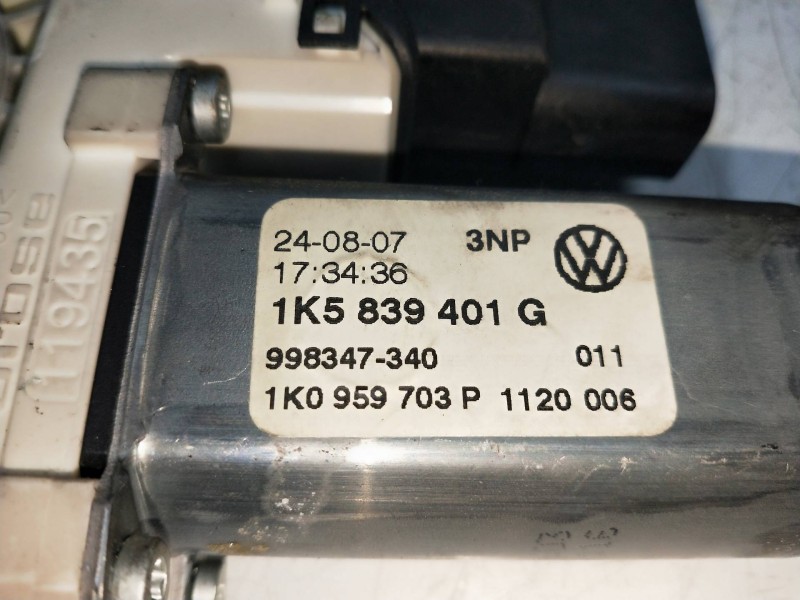 24-08-07 3NP
17:34:36
1K5 839 401 G
998347-340 011
1K0 959 703 P 1120 006
119435